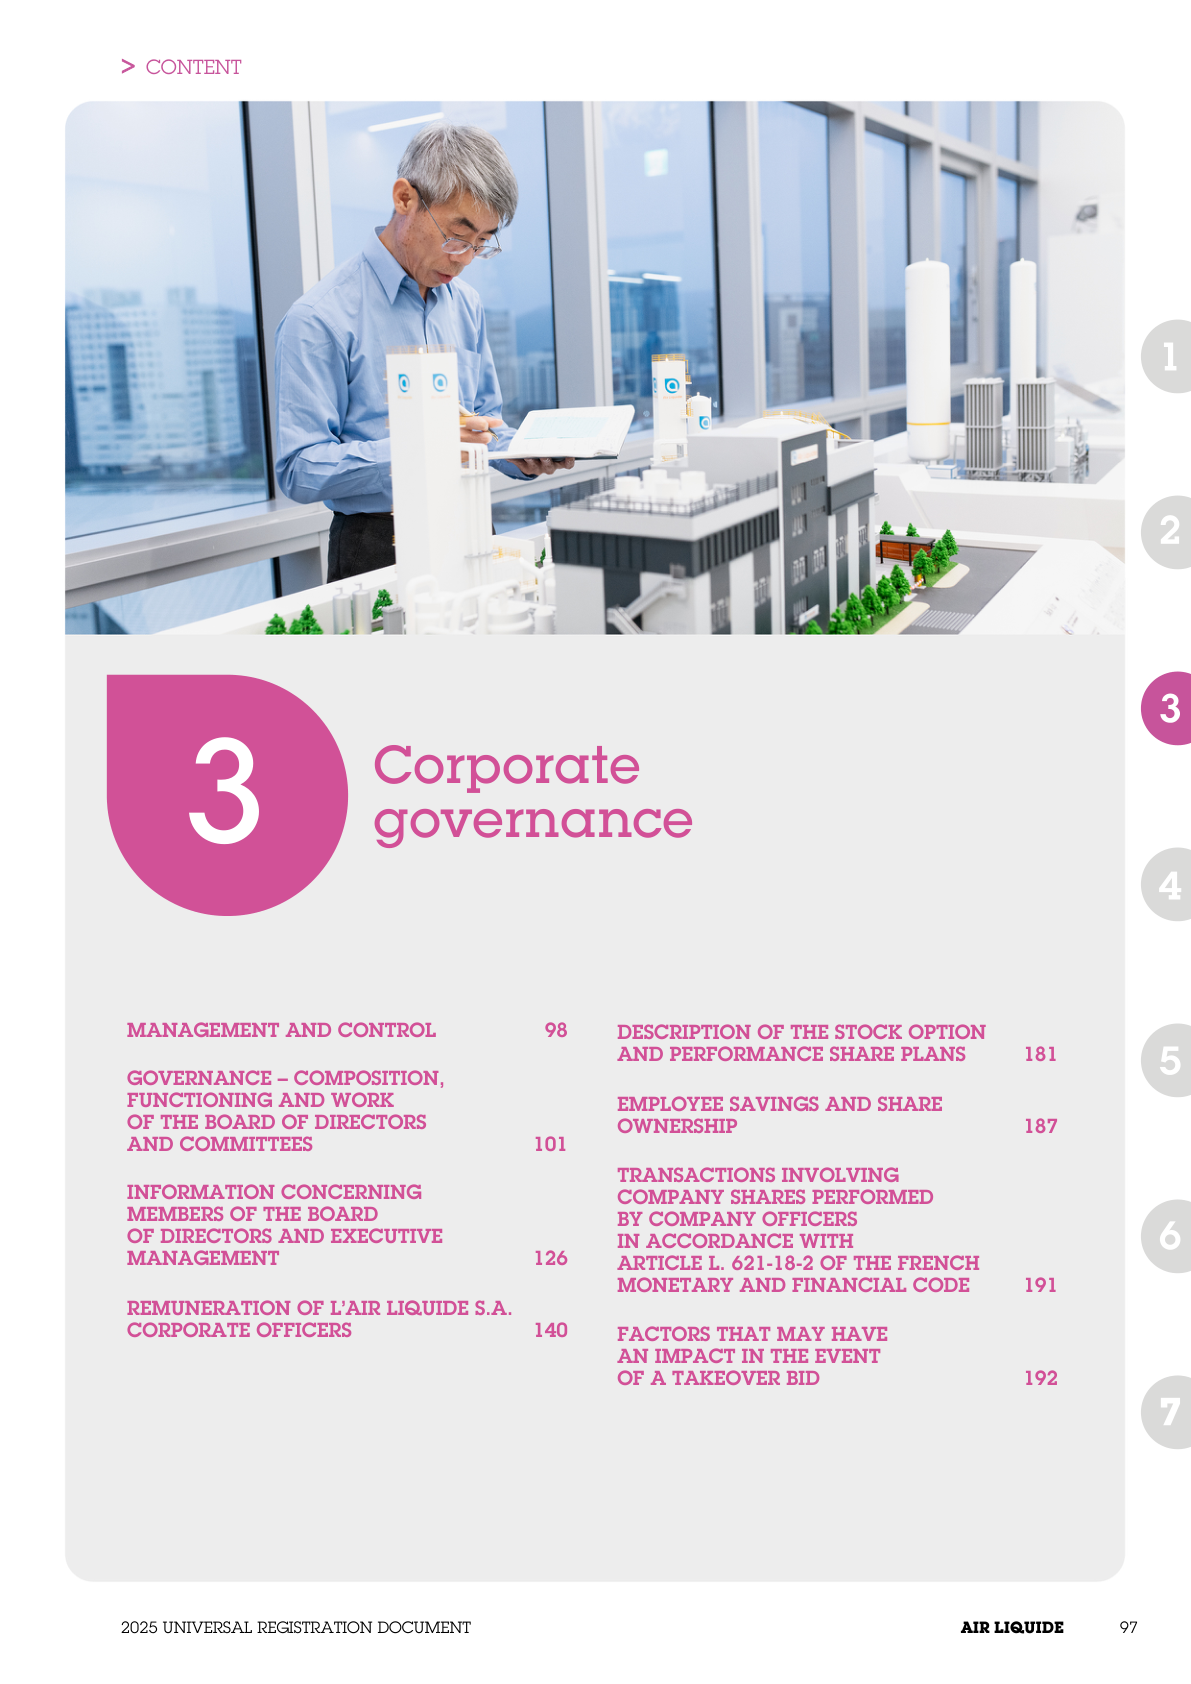 > CONTENT
3
Corporate
governance
MANAGEMENT AND CONTROL 98
GOVERNANCE – COMPOSITION,
FUNCTIONING AND WORK
OF THE BOARD OF DIRECTORS
AND COMMITTEES 101
INFORMATION CONCERNING
MEMBERS OF THE BOARD
OF DIRECTORS AND EXECUTIVE
MANAGEMENT 126
REMUNERATION OF L’AIR LIQUIDE S.A.
CORPORATE OFFICERS 140
DESCRIPTION OF THE STOCK OPTION
AND PERFORMANCE SHARE PLANS 181
EMPLOYEE SAVINGS AND SHARE
OWNERSHIP 187
TRANSACTIONS INVOLVING
COMPANY SHARES PERFORMED
BY COMPANY OFFICERS
IN ACCORDANCE WITH
ARTICLE L. 621-18-2 OF THE FRENCH
MONETARY AND FINANCIAL CODE 191
FACTORS THAT MAY HAVE
AN IMPACT IN THE EVENT
OF A TAKEOVER BID 192
1
2
3
4
5
6
7
2025 UNIVERSAL REGISTRATION DOCUMENT AIR LIQUIDE 97